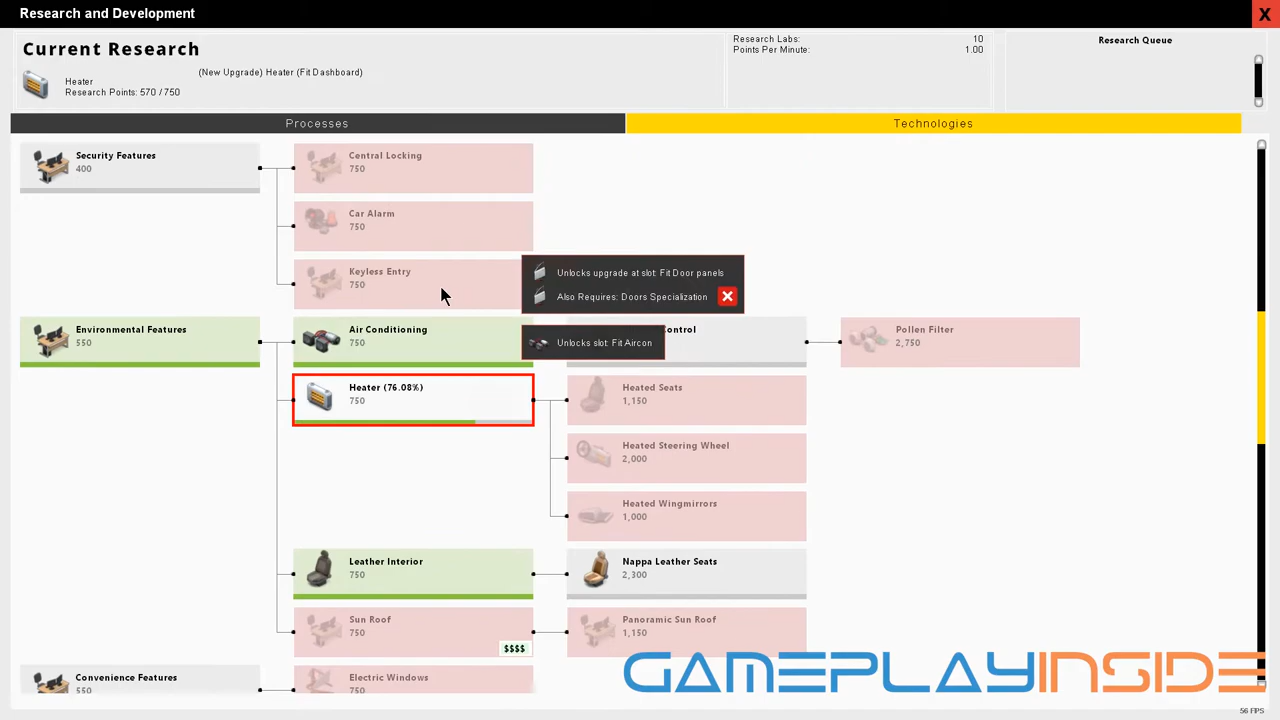 Research and Development
X
Current Research
(New Upgrade) Heater (Fit Dashboard)
Heater
Research Points: 570 / 750
Research Labs: 10
Points Per Minute: 1.00
Research Queue
Processes
Technologies
Security Features
400
Central Locking
750
Car Alarm
750
Keyless Entry
750
Unlocks upgrade at slot: Fit Door panels
Also Requires: Doors Specialization
Environmental Features
550
Air Conditioning
750
Unlocks slot: Fit Aircon
Control
Pollen Filter
2,750
Heater (76.08%)
750
Heated Seats
1,150
Heated Steering Wheel
2,000
Heated Wingmirrors
1,000
Leather Interior
750
Nappa Leather Seats
2,300
Sun Roof
750
$$$$
Panoramic Sun Roof
1,150
Convenience Features
550
Electric Windows
750
GAMEPLAYINSIDE
56 FPS